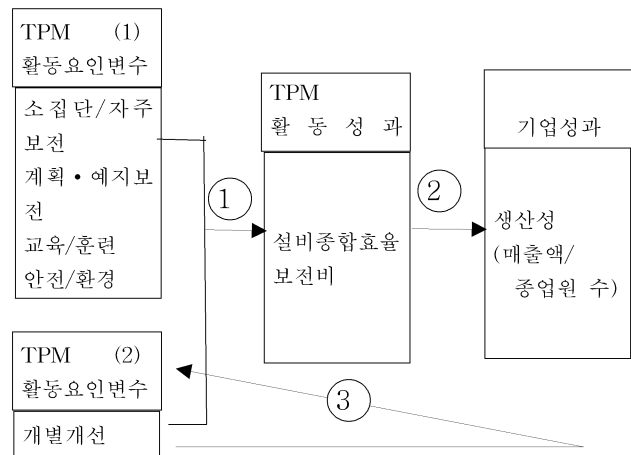 TPM (1)
활동요인변수
소집단/자주
보전
계획・예지보
전
교육/훈련
안전/환경
TPM (2)
활동요인변수
개별개선
①
TPM
활 동 성 과
설비종합효율
보전비
②
기업성과
생산성
(매출액/
종업원 수)
③